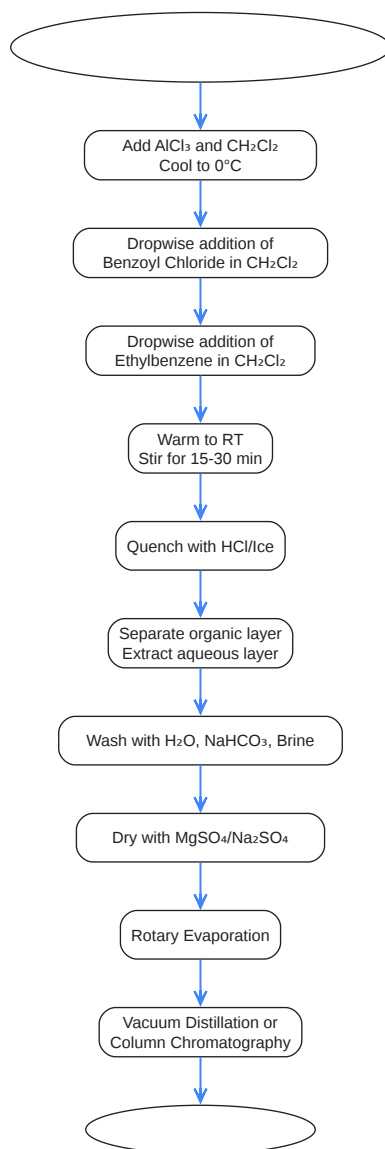 Add AlCl₃ and CH₂Cl₂
Cool to 0°C
Dropwise addition of
Benzoyl Chloride in CH₂Cl₂
Dropwise addition of
Ethylbenzene in CH₂Cl₂
Warm to RT
Stir for 15-30 min
Quench with HCl/Ice
Separate organic layer
Extract aqueous layer
Wash with H₂O, NaHCO₃, Brine
Dry with MgSO₄/Na₂SO₄
Rotary Evaporation
Vacuum Distillation or
Column Chromatography